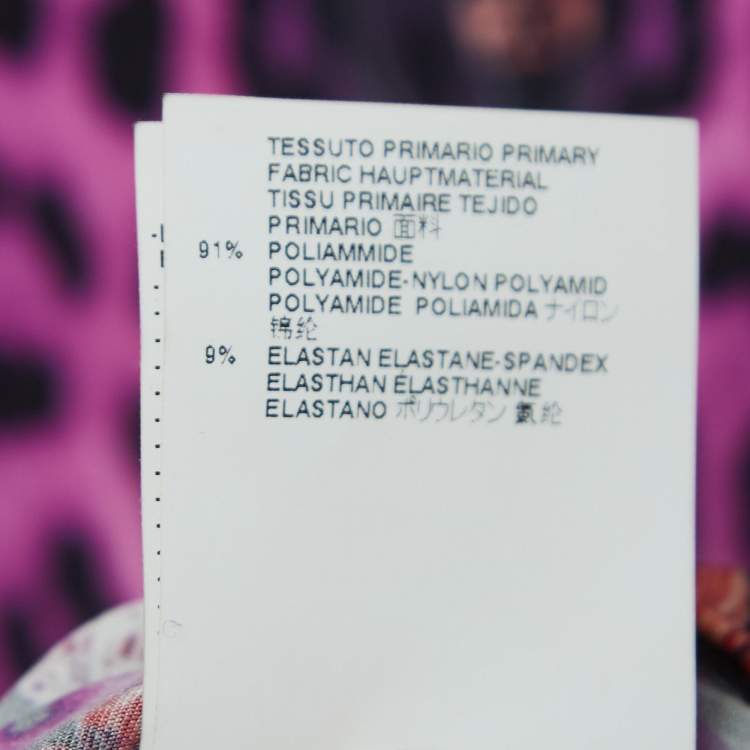 TESSUTO PRIMARIO PRIMARY
FABRIC HAUPTMATERIAL
TISSU PRIMAIRE TEJIDO
PRIMARIO 面料
91% POLIAMMIDE
POLYAMIDE-NYLON POLYAMID
POLYAMIDE POLIAMIDA ナイロン
锦纶
9% ELASTAN ELASTANE-SPANDEX
ELASTHAN ELASTHANNE
ELASTANO ポリウレタン 氨纶